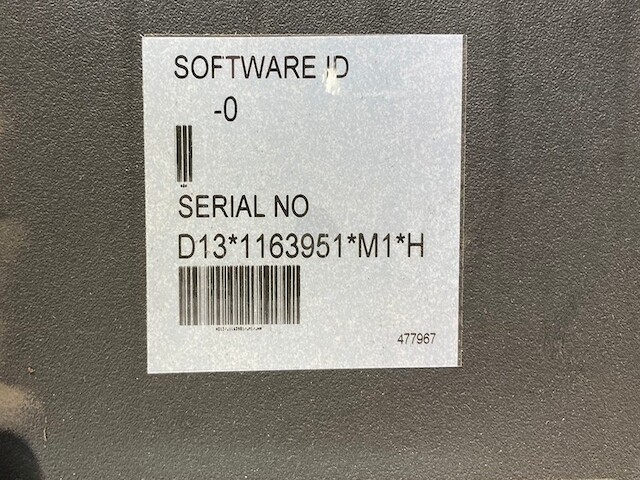 SOFTWARE ID
-0
SERIAL NO
D13*1163951*M1*H
477967